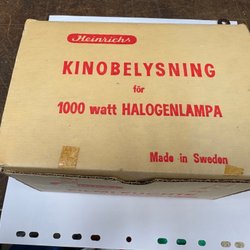 Heinrichs
KINOBELYSNING
för
1000 watt HALOGENLAMPA
Made in Sweden